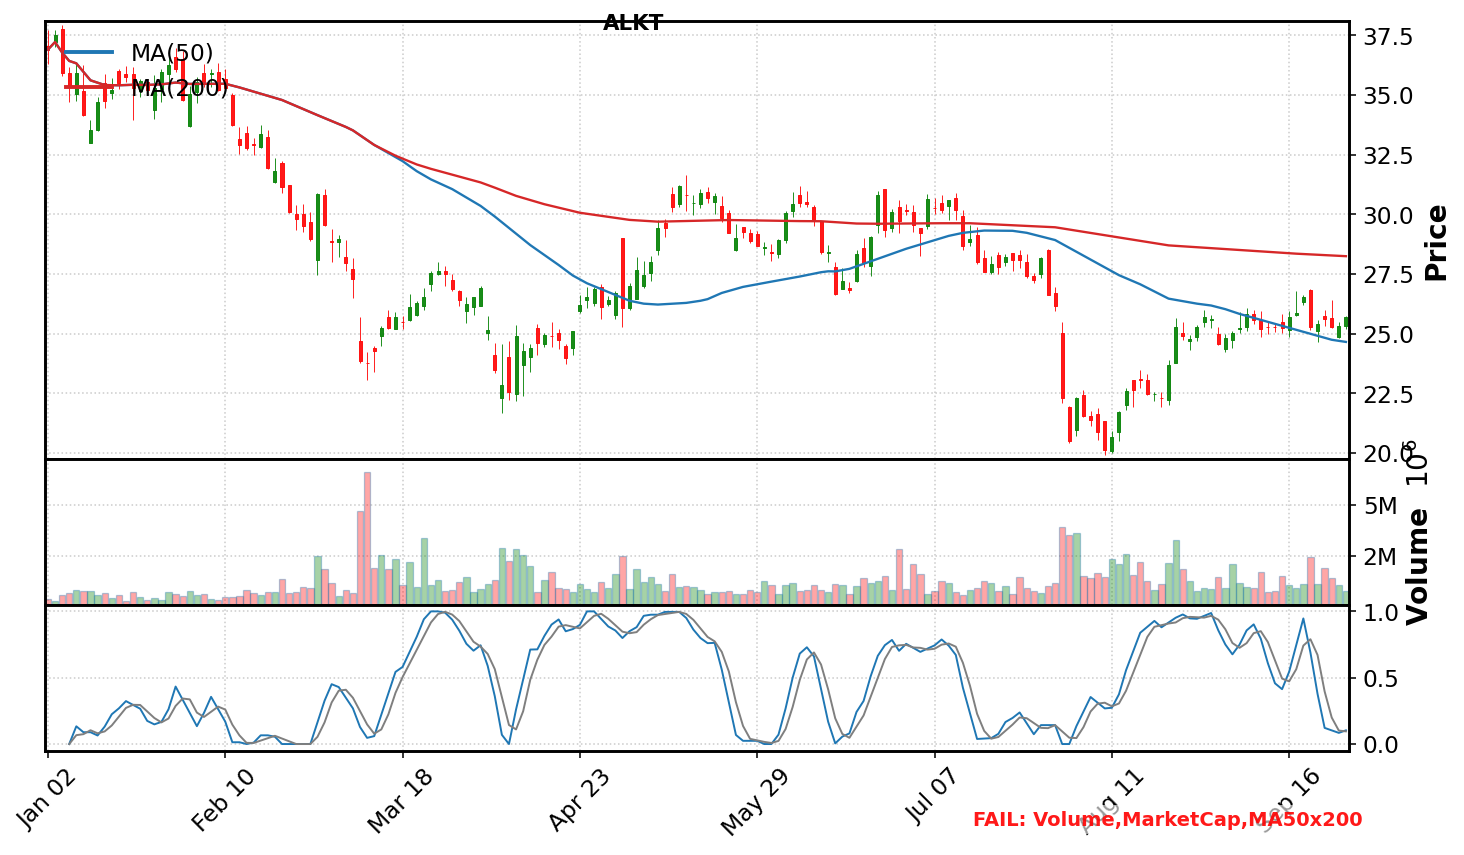 ALKT
MA(50)
MA(200)
37.5
35.0
32.5
30.0
27.5
25.0
22.5
20.0
Price
10⁶
5M
2M
Volume
1.0
0.5
0.0
Jan 02
Feb 10
Mar 18
Apr 23
May 29
Jul 07
Aug 11
Sep 16
FAIL: Volume,MarketCap,MA50x200